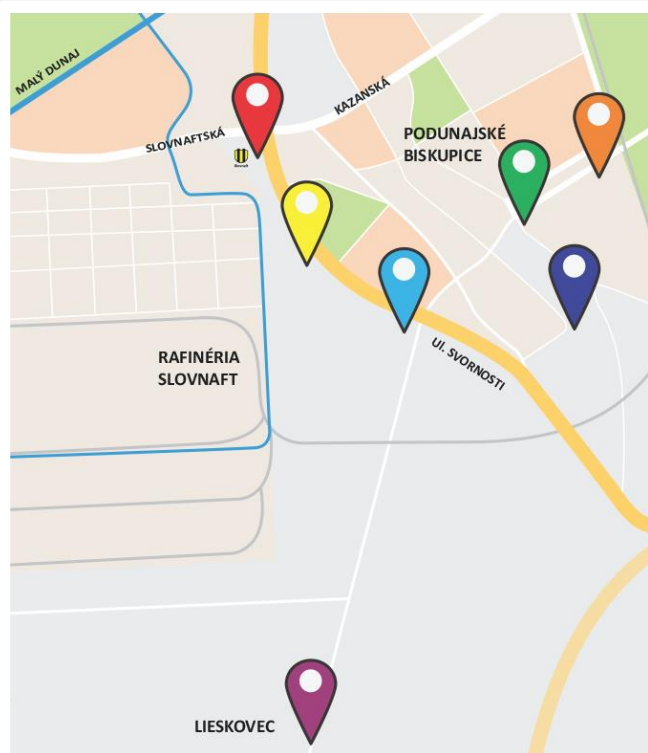 MALÝ DUNAJ
KAZANSKÁ
SLOVNAFTSKÁ
PODUNAJSKÉ
BISKUPICE
RAFINÉRIA
SLOVNAFT
Ul. SVORNOSTI
LIESKOVEC